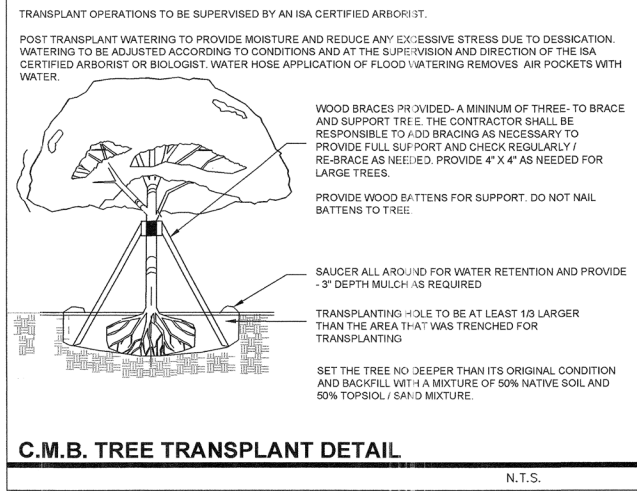 TRANSPLANT OPERATIONS TO BE SUPERVISED BY AN ISA CERTIFIED ARBORIST.
POST TRANSPLANT WATERING TO PROVIDE MOISTURE AND REDUCE ANY EXCESSIVE STRESS DUE TO DESSICATION.
WATERING TO BE ADJUSTED ACCORDING TO CONDITIONS AND AT THE SUPERVISION AND DIRECTION OF THE ISA
CERTIFIED ARBORIST OR BIOLOGIST. WATER HOSE APPLICATION OF FLOOD WATERING REMOVES AIR POCKETS WITH
WATER.
WOOD BRACES PROVIDED- A MININUM OF THREE- TO BRACE
AND SUPPORT TREE. THE CONTRACTOR SHALL BE
RESPONSIBLE TO ADD BRACING AS NECESSARY TO
PROVIDE FULL SUPPORT AND CHECK REGULARLY /
RE-BRACE AS NEEDED. PROVIDE 4" X 4" AS NEEDED FOR
LARGE TREES.
PROVIDE WOOD BATTENS FOR SUPPORT. DO NOT NAIL
BATTENS TO TREE.
SAUCER ALL AROUND FOR WATER RETENTION AND PROVIDE
- 3" DEPTH MULCH AS REQUIRED
TRANSPLANTING HOLE TO BE AT LEAST 1/3 LARGER
THAN THE AREA THAT WAS TRENCHED FOR
TRANSPLANTING
SET THE TREE NO DEEPER THAN ITS ORIGINAL CONDITION
AND BACKFILL WITH A MIXTURE OF 50% NATIVE SOIL AND
50% TOPSIOL / SAND MIXTURE.
C.M.B. TREE TRANSPLANT DETAIL
N.T.S.